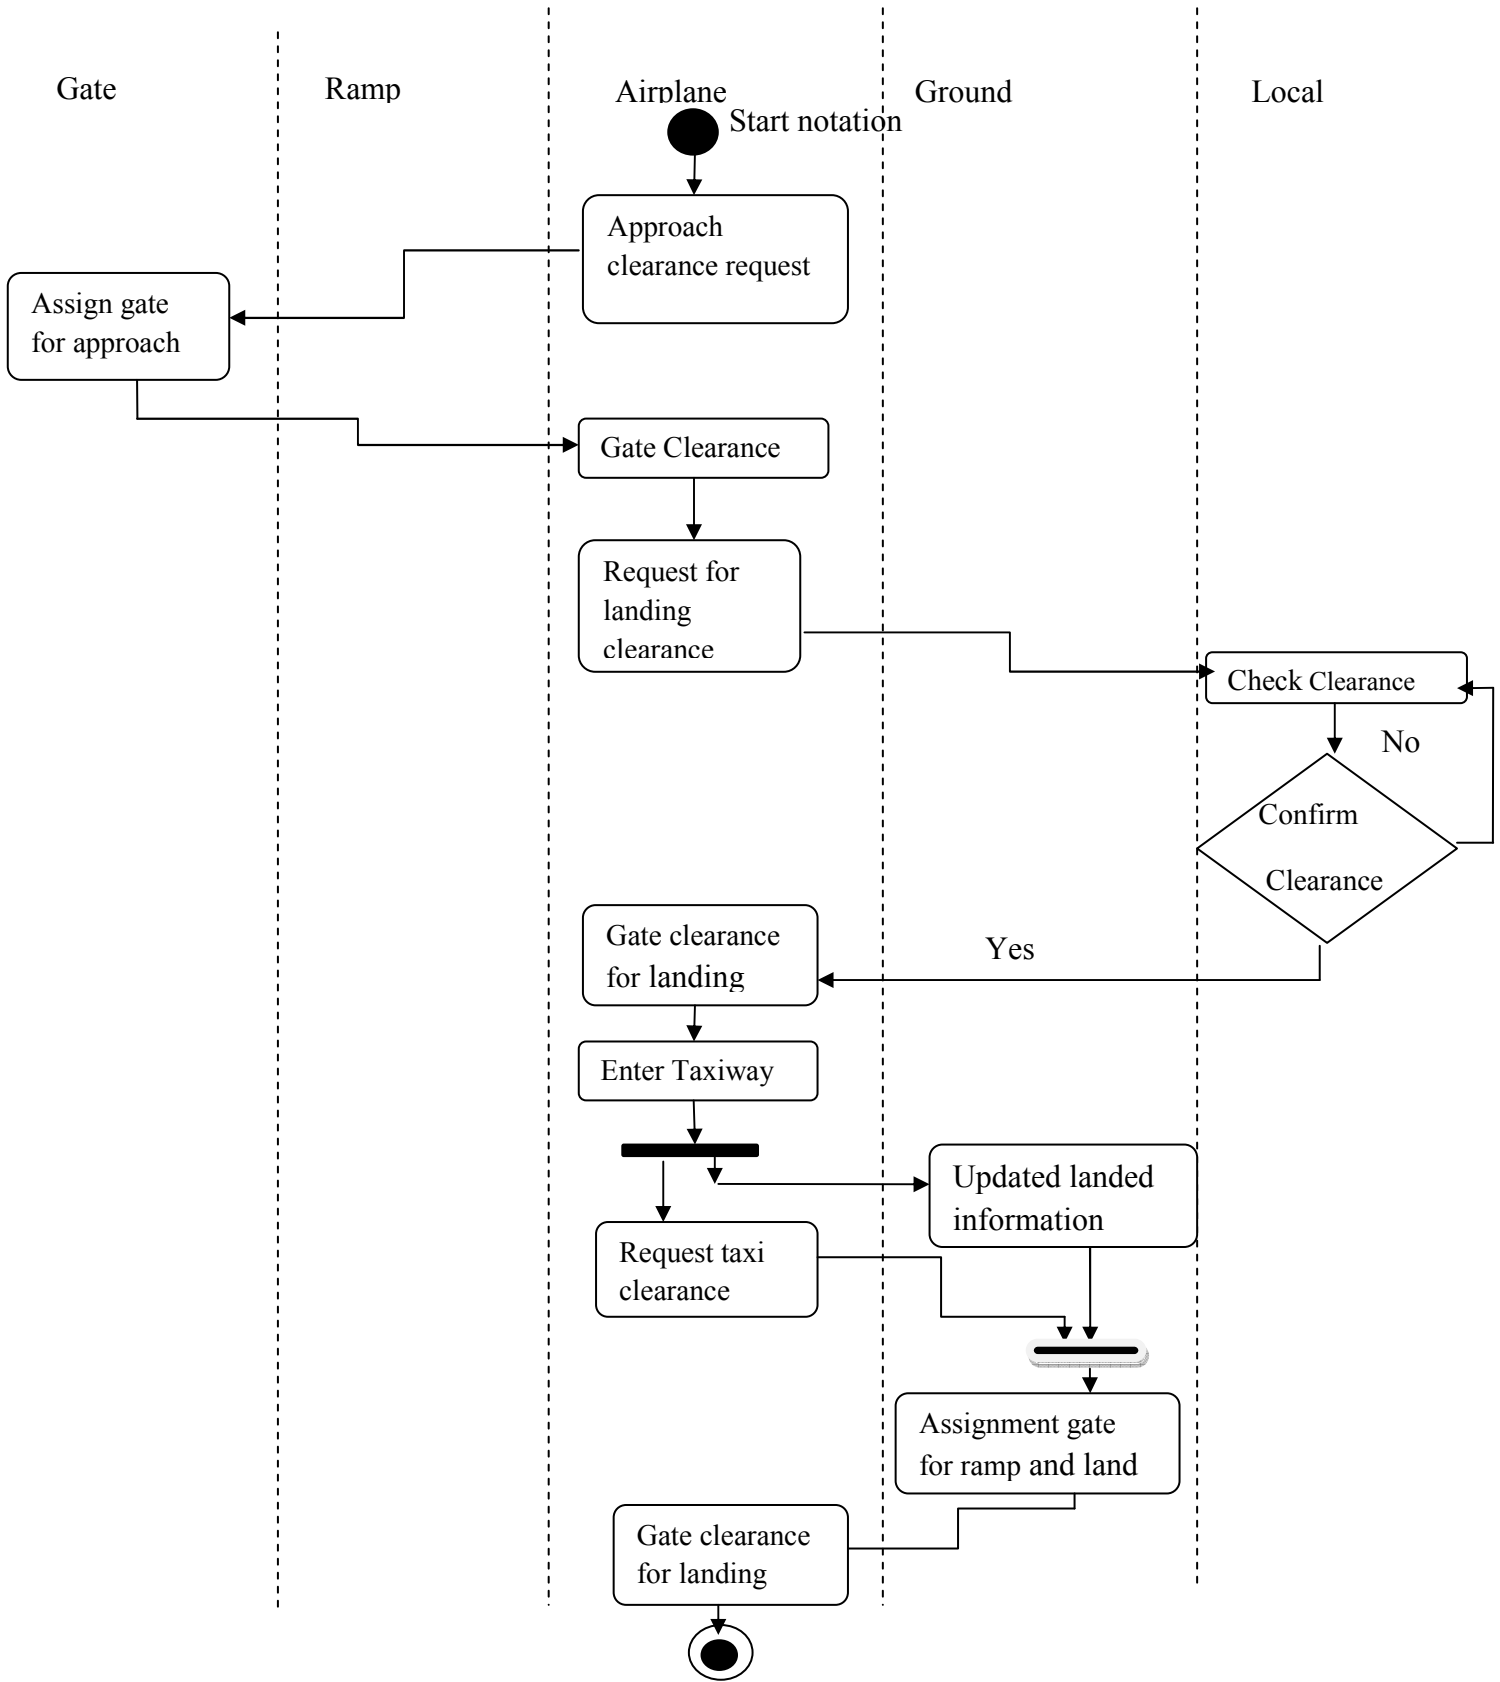 Gate
Ramp
Airplane
Ground
Local
Start notation
Approach
clearance request
Assign gate
for approach
Gate Clearance
Request for
landing
clearance
Check Clearance
No
Confirm
Clearance
Gate clearance
for landing
Yes
Enter Taxiway
Updated landed
information
Request taxi
clearance
Assignment gate
for ramp and land
Gate clearance
for landing